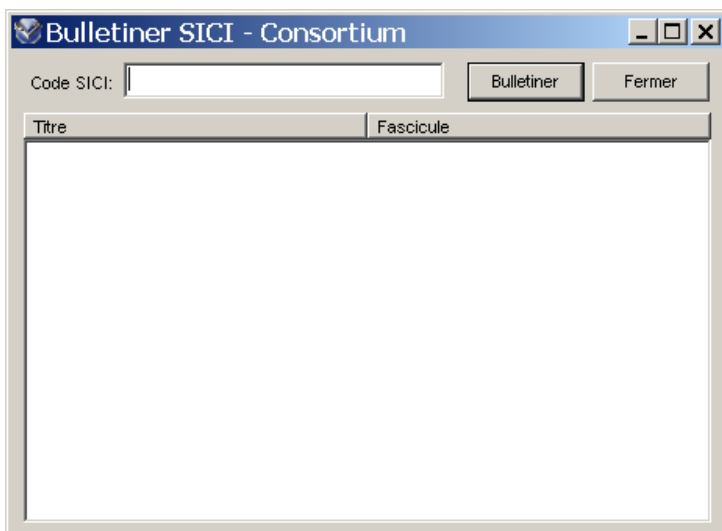 Bulletiner SICI - Consortium
Code SICI: Bulletiner Fermer
Titre Fascicule